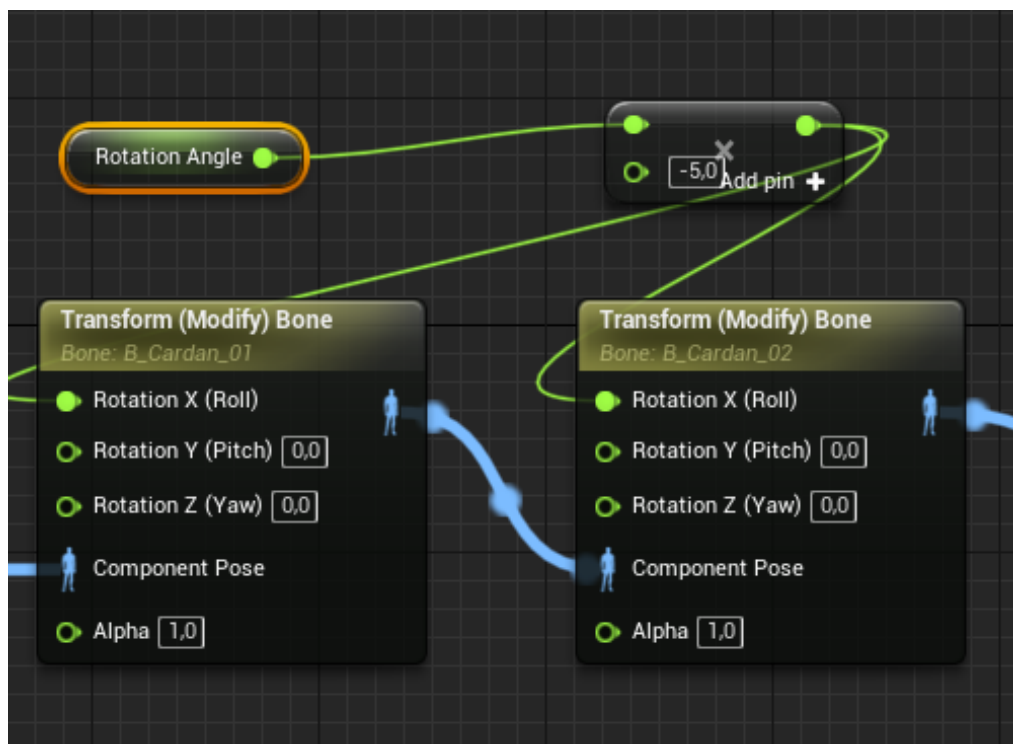 Rotation Angle
-5,0
Add pin
Transform (Modify) Bone
Bone: B_Cardan_01
Rotation X (Roll)
Rotation Y (Pitch) 0,0
Rotation Z (Yaw) 0,0
Component Pose
Alpha 1,0
Transform (Modify) Bone
Bone: B_Cardan_02
Rotation X (Roll)
Rotation Y (Pitch) 0,0
Rotation Z (Yaw) 0,0
Component Pose
Alpha 1,0